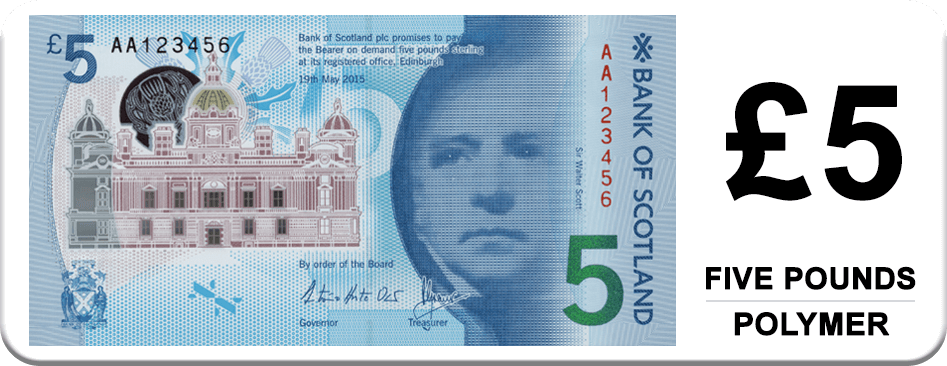 £5 AA123456
Bank of Scotland plc promises to pay
the Bearer on demand five pounds sterling
at its registered office, Edinburgh
19th May 2015
By order of the Board
Governor
Treasurer
Sir Walter Scott
AA123456
BANK OF SCOTLAND
5
£5
FIVE POUNDS
POLYMER